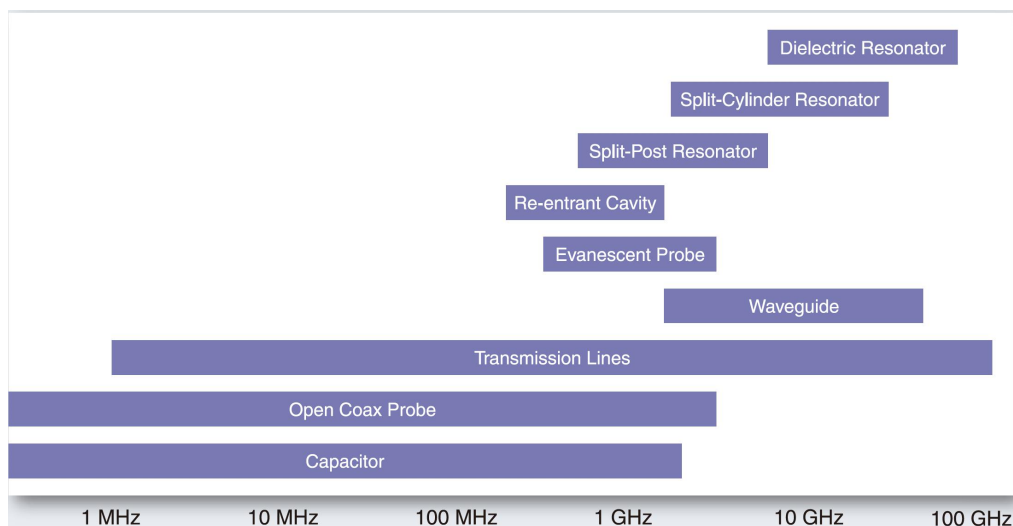 Dielectric Resonator
Split-Cylinder Resonator
Split-Post Resonator
Re-entrant Cavity
Evanescent Probe
Waveguide
Transmission Lines
Open Coax Probe
Capacitor
1 MHz 10 MHz 100 MHz 1 GHz 10 GHz 100 GHz